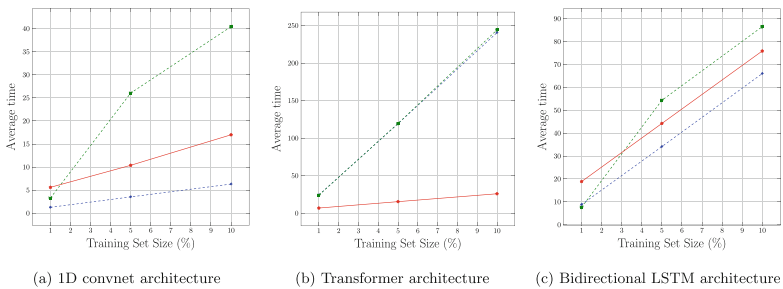 40
35
30
25
20
15
10
5
0
Average time
1 2 3 4 5 6 7 8 9 10
Training Set Size (%)
(a) 1D convnet architecture
250
200
150
100
50
0
Average time
1 2 3 4 5 6 7 8 9 10
Training Set Size (%)
(b) Transformer architecture
90
80
70
60
50
40
30
20
10
0
Average time
1 2 3 4 5 6 7 8 9 10
Training Set Size (%)
(c) Bidirectional LSTM architecture